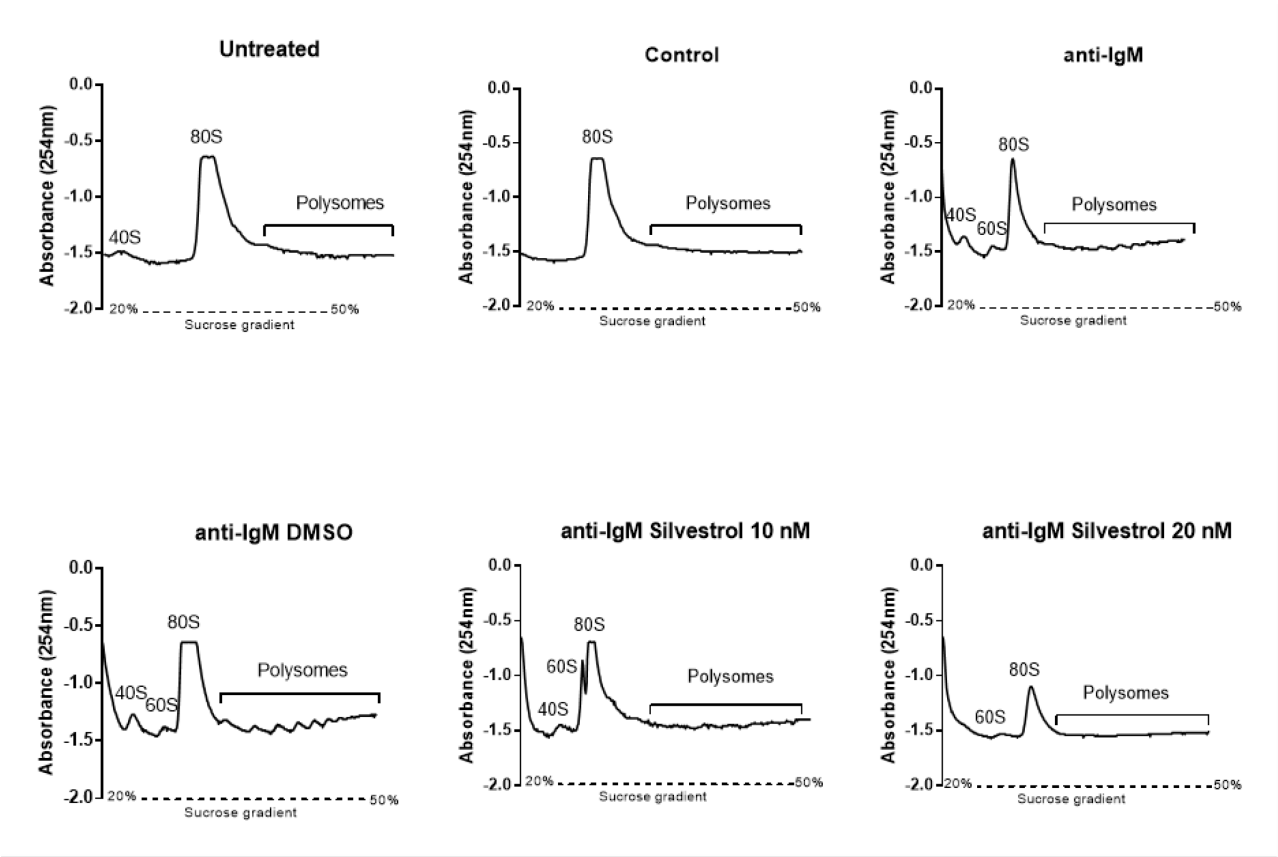 Untreated
Absorbance (254nm)
0.0
-0.5
-1.0
-1.5
-2.0
80S
Polysomes
40S
20%
50%
Sucrose gradient
Control
Absorbance (254nm)
0.0
-0.5
-1.0
-1.5
-2.0
80S
Polysomes
20%
50%
Sucrose gradient
anti-IgM
Absorbance (254nm)
0.0
-0.5
-1.0
-1.5
-2.0
80S
Polysomes
40S
60S
20%
50%
Sucrose gradient
anti-IgM DMSO
Absorbance (254nm)
0.0
-0.5
-1.0
-1.5
-2.0
80S
Polysomes
40S
60S
20%
50%
Sucrose gradient
anti-IgM Silvestrol 10 nM
Absorbance (254nm)
0.0
-0.5
-1.0
-1.5
-2.0
80S
60S
Polysomes
40S
20%
50%
Sucrose gradient
anti-IgM Silvestrol 20 nM
Absorbance (254nm)
0.0
-0.5
-1.0
-1.5
-2.0
80S
Polysomes
60S
20%
50%
Sucrose gradient